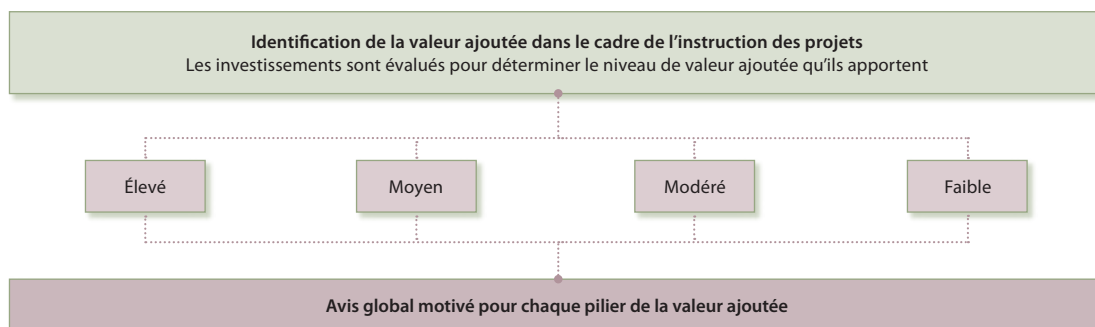 Identification de la valeur ajoutée dans le cadre de l’instruction des projets
Les investissements sont évalués pour déterminer le niveau de valeur ajoutée qu’ils apportent
Élevé
Moyen
Modéré
Faible
Avis global motivé pour chaque pilier de la valeur ajoutée